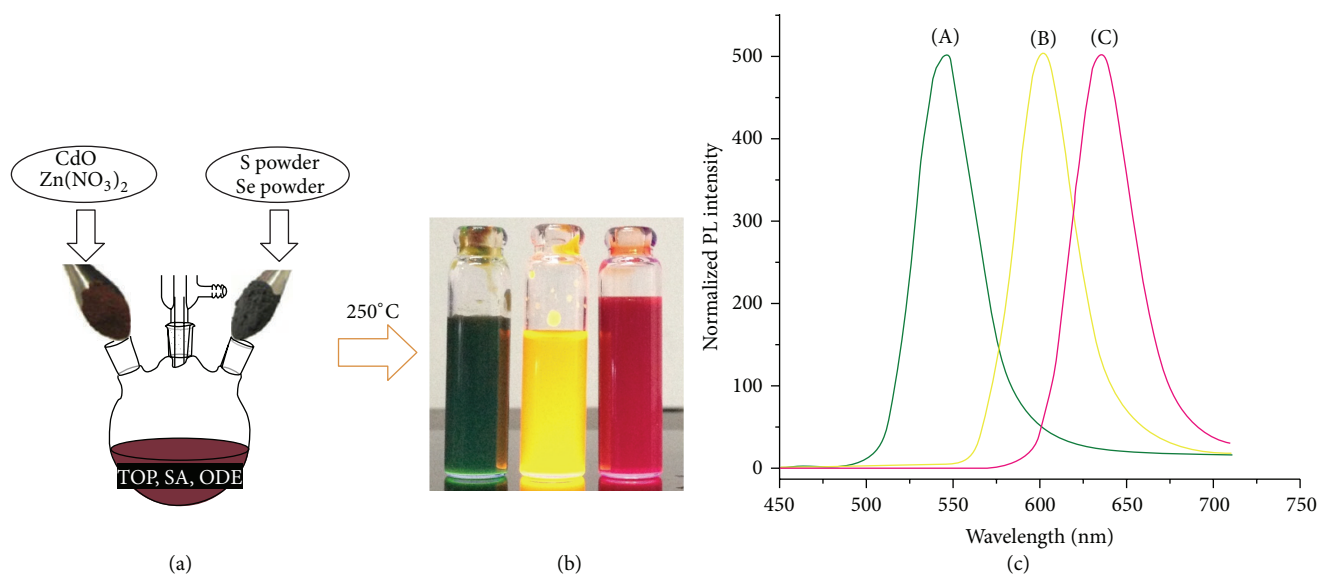 CdO
Zn(NO₃)₂
S powder
Se powder
TOP, SA, ODE
(a)
250°C
(b)
(A)
(B)
(C)
500
400
300
200
100
0
Normalized PL intensity
450
500
550
600
650
700
750
Wavelength (nm)
(c)